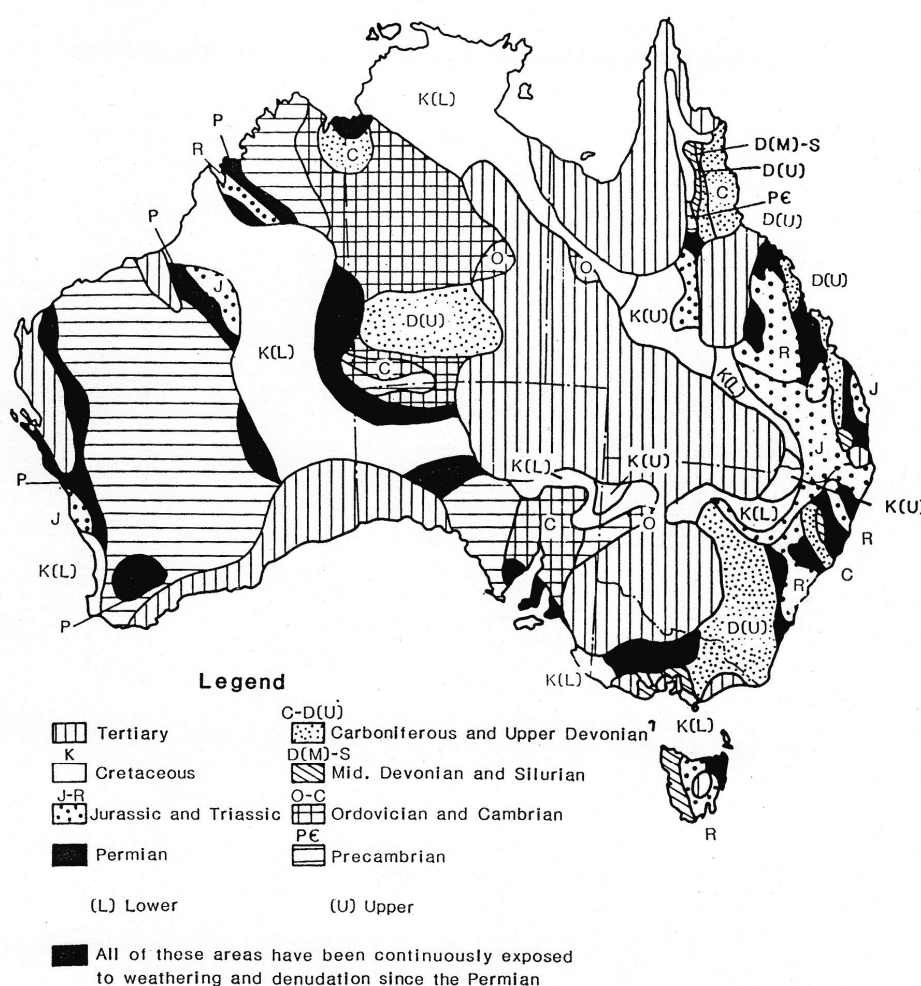 K(L)
P
R
C
D(M)-S
D(U)
PЄ
C
D(U)
P
O
O
J
D(U)
D(U)
K(U)
R
K(L)
C
K(L)
J
J
K(L)
K(U)
P
K(L)
K(U)
J
C
O
R
K(L)
R
C
P
D(U)
K(L)
Legend
C-D(U)
Tertiary
Carboniferous and Upper Devonian
K(L)
K
D(M)-S
Cretaceous
Mid. Devonian and Silurian
J-R
O-C
Jurassic and Triassic
Ordovician and Cambrian
PЄ
R
Permian
Precambrian
(L) Lower
(U) Upper
All of these areas have been continuously exposed
to weathering and denudation since the Permian